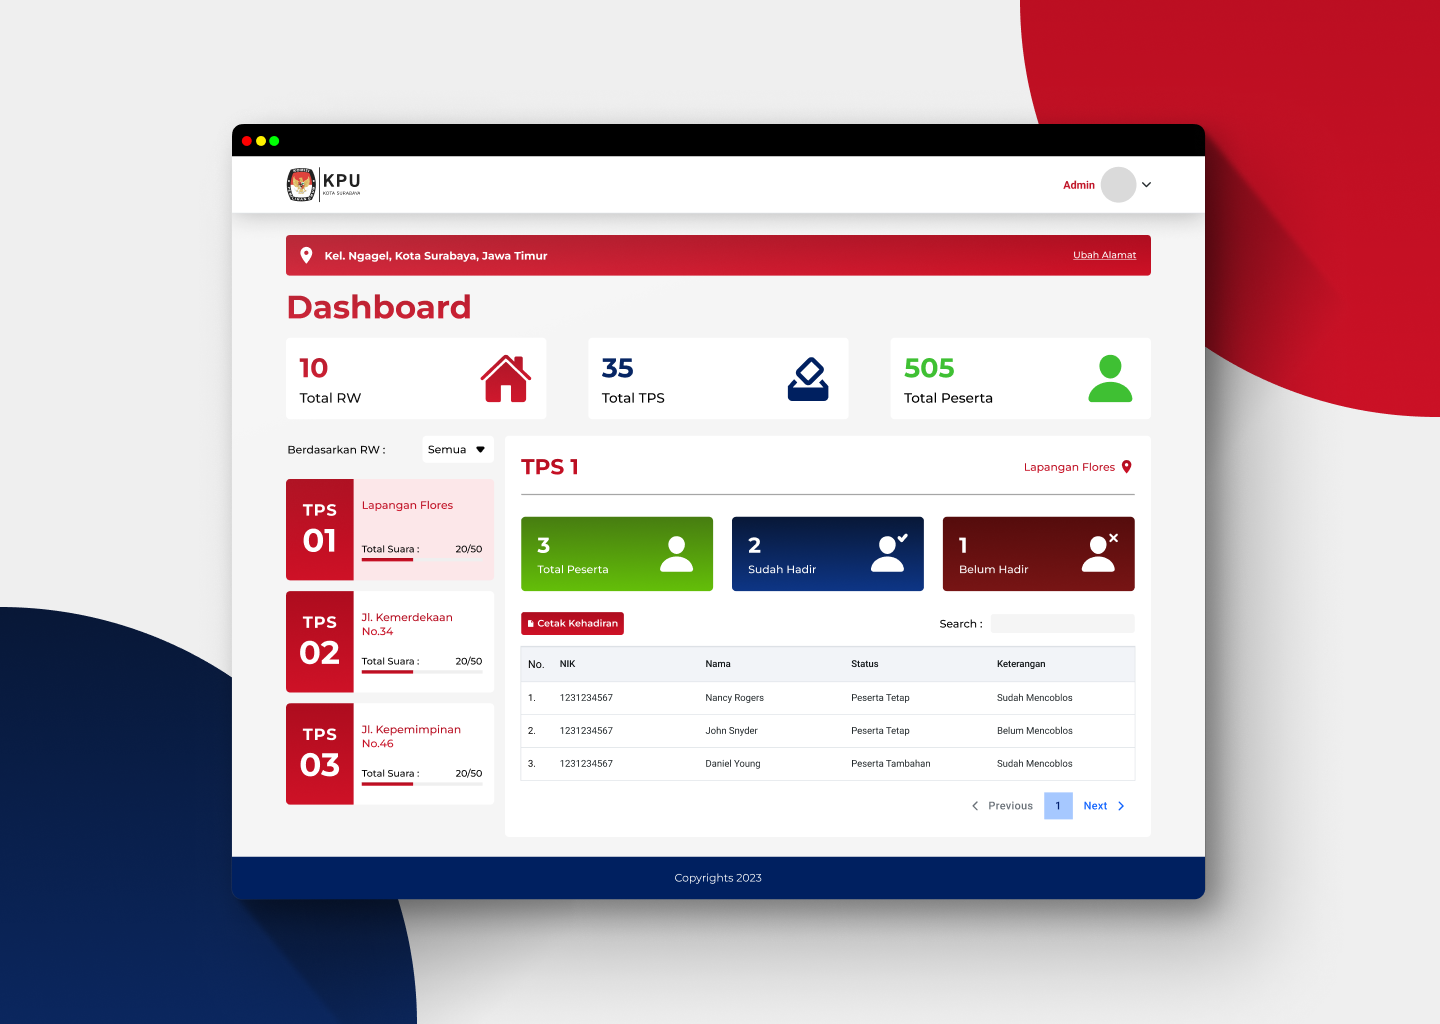 KPU
KOTA SURABAYA
Admin
Kel. Ngagel, Kota Surabaya, Jawa Timur
Ubah Alamat
Dashboard
10
Total RW
35
Total TPS
505
Total Peserta
Berdasarkan RW :
Semua
TPS
01
Lapangan Flores
Total Suara :
20/50
TPS
02
Jl. Kemerdekaan
No.34
Total Suara :
20/50
TPS
03
Jl. Kepemimpinan
No.46
Total Suara :
20/50
TPS 1
Lapangan Flores
3
Total Peserta
2
Sudah Hadir
1
Belum Hadir
Cetak Kehadiran
Search :
No. NIK Nama Status Keterangan
1. 1231234567 Nancy Rogers Peserta Tetap Sudah Mencoblos
2. 1231234567 John Snyder Peserta Tetap Belum Mencoblos
3. 1231234567 Daniel Young Peserta Tambahan Sudah Mencoblos
Previous 1 Next
Copyrights 2023